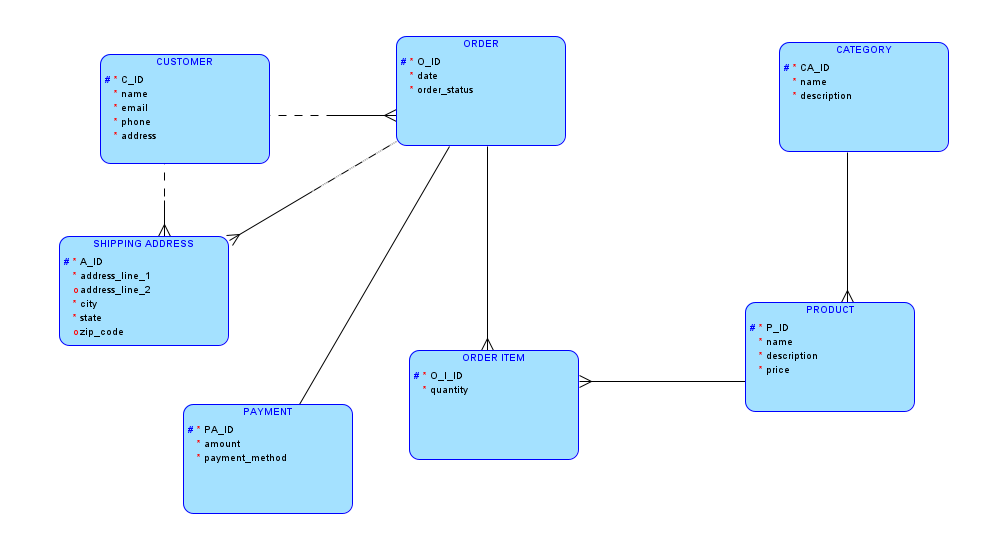 CUSTOMER
# * C_ID
* name
* email
* phone
* address
ORDER
# * O_ID
* date
* order_status
CATEGORY
# * CA_ID
* name
* description
SHIPPING ADDRESS
# * A_ID
* address_line_1
o address_line_2
* city
* state
o zip_code
PRODUCT
# * P_ID
* name
* description
* price
ORDER ITEM
# * O_I_ID
* quantity
PAYMENT
# * PA_ID
* amount
* payment_method